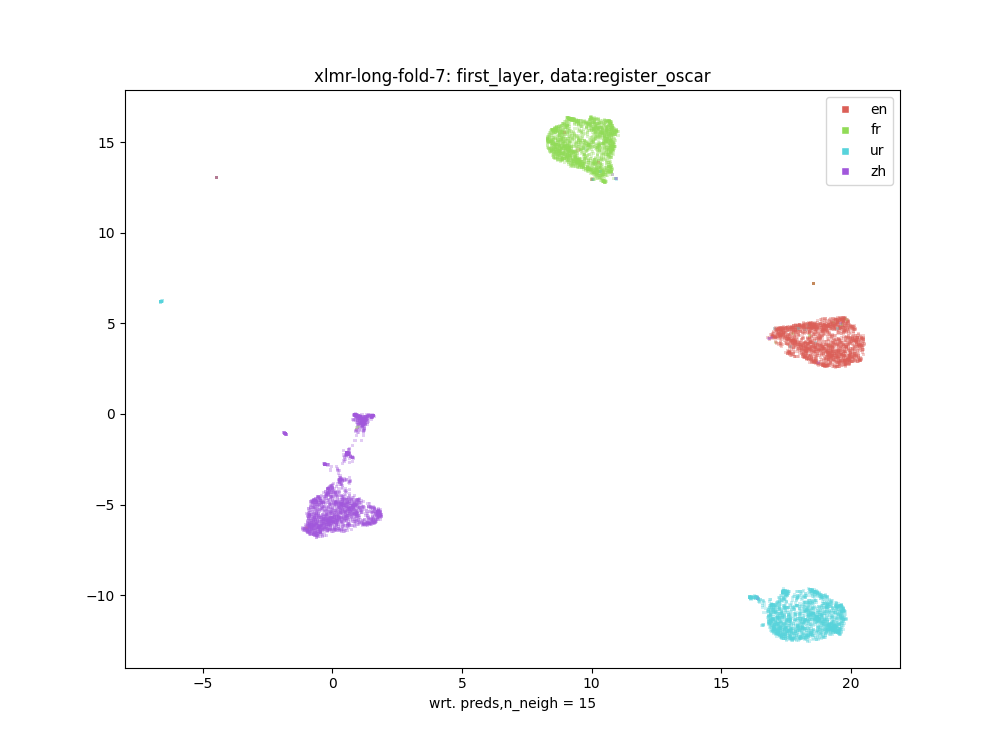 xlmr-long-fold-7: first_layer, data:register_oscar
en
fr
ur
zh
15
10
5
0
−5
−10
−5
0
5
10
15
20
wrt. preds,n_neigh = 15